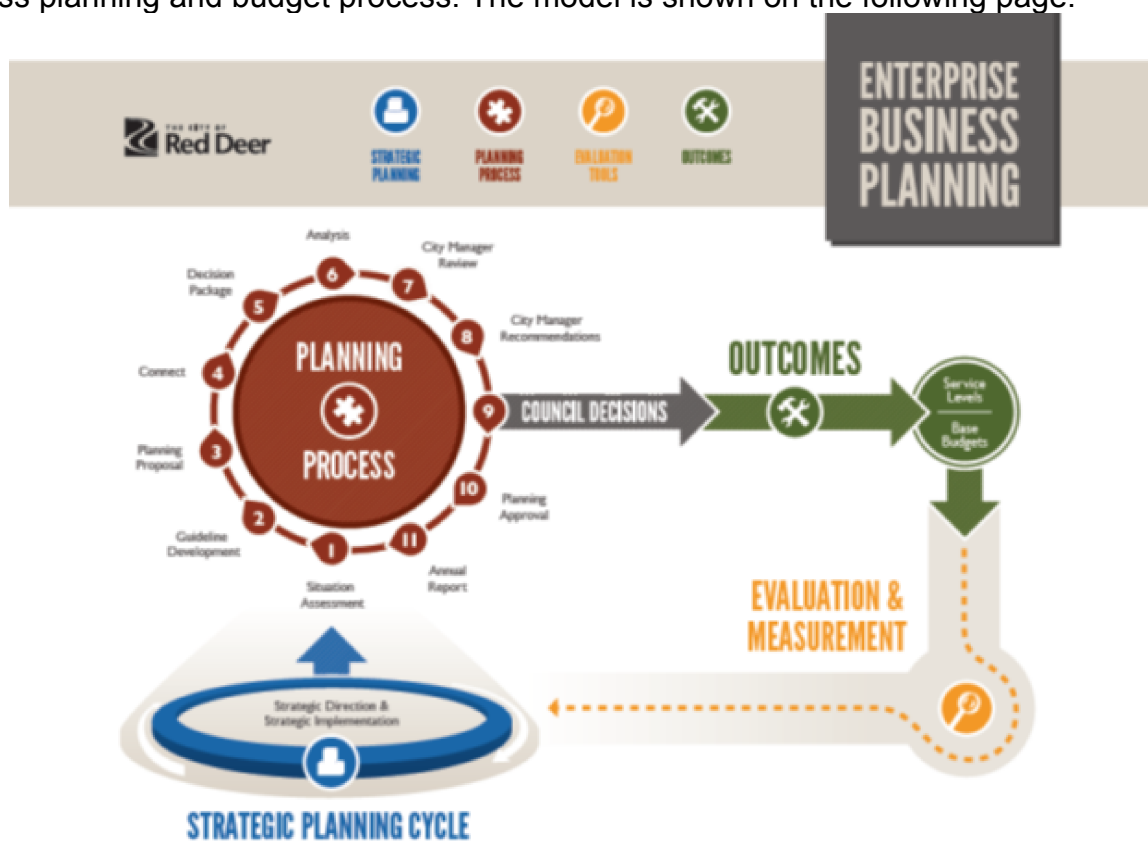 ss planning and budget process. The model is shown on the following page.
THE CITY OF
Red Deer
STRATEGIC
PLANNING
PLANNING
PROCESS
EVALUATION
TOOLS
OUTCOMES
ENTERPRISE
BUSINESS
PLANNING
Analysis
City Manager
Review
Decision
Package
6
7
5
City Manager
Recommendations
8
PLANNING
Connect
4
OUTCOMES
Service
Levels
9
COUNCIL DECISIONS
Base
Budgets
Planning
Proposal
3
PROCESS
10
Planning
Approval
2
Guideline
Development
1
11
Situation
Assessment
Annual
Report
EVALUATION &
MEASUREMENT
Strategic Direction &
Strategic Implementation
STRATEGIC PLANNING CYCLE